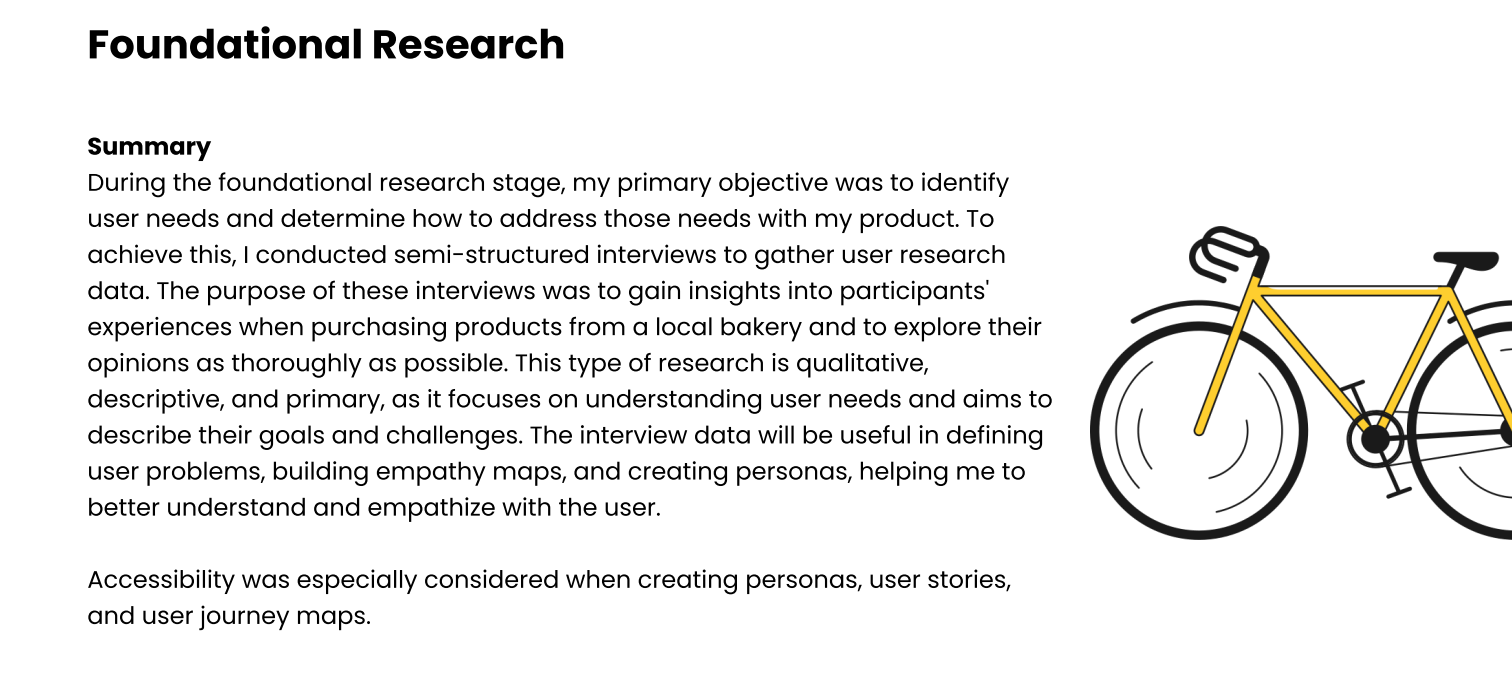 Foundational Research
Summary
During the foundational research stage, my primary objective was to identify
user needs and determine how to address those needs with my product. To
achieve this, I conducted semi-structured interviews to gather user research
data. The purpose of these interviews was to gain insights into participants'
experiences when purchasing products from a local bakery and to explore their
opinions as thoroughly as possible. This type of research is qualitative,
descriptive, and primary, as it focuses on understanding user needs and aims to
describe their goals and challenges. The interview data will be useful in defining
user problems, building empathy maps, and creating personas, helping me to
better understand and empathize with the user.
Accessibility was especially considered when creating personas, user stories,
and user journey maps.